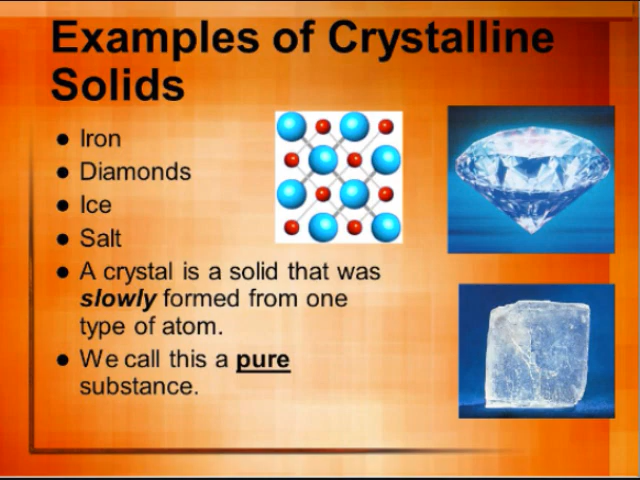 Examples of Crystalline
Solids
● Iron
● Diamonds
● Ice
● Salt
● A crystal is a solid that was
slowly formed from one
type of atom.
● We call this a pure
substance.